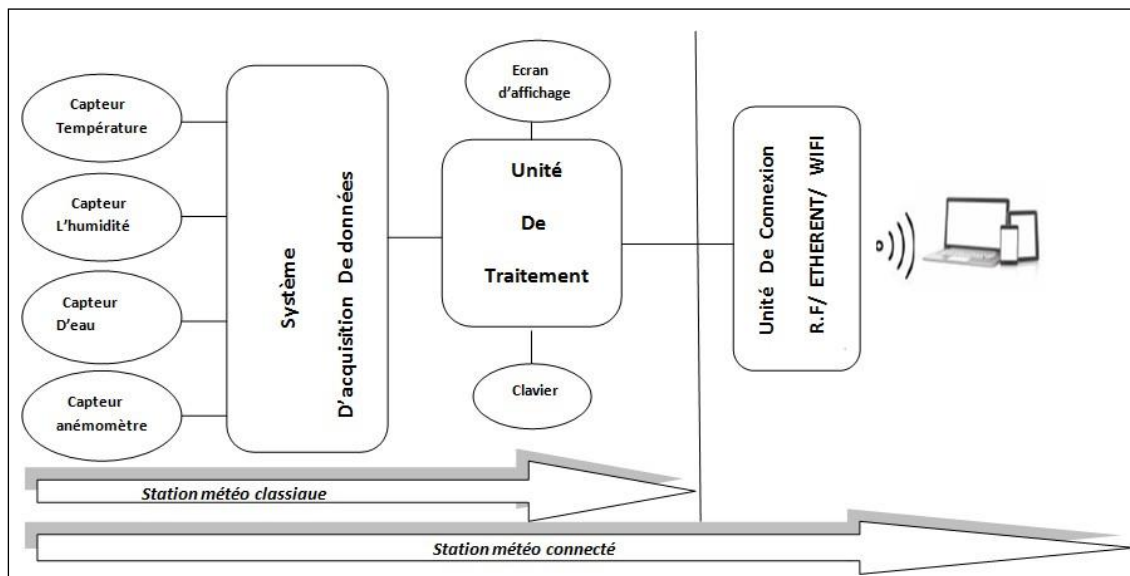 Capteur
Température
Capteur
L'humidité
Capteur
D'eau
Capteur
anémomètre
Système
D'acquisition De données
Ecran
d'affichage
Unité
De
Traitement
Clavier
Unité De Connexion
R.F/ ETHERENT/ WIFI
Station météo classiaue
Station météo connecté